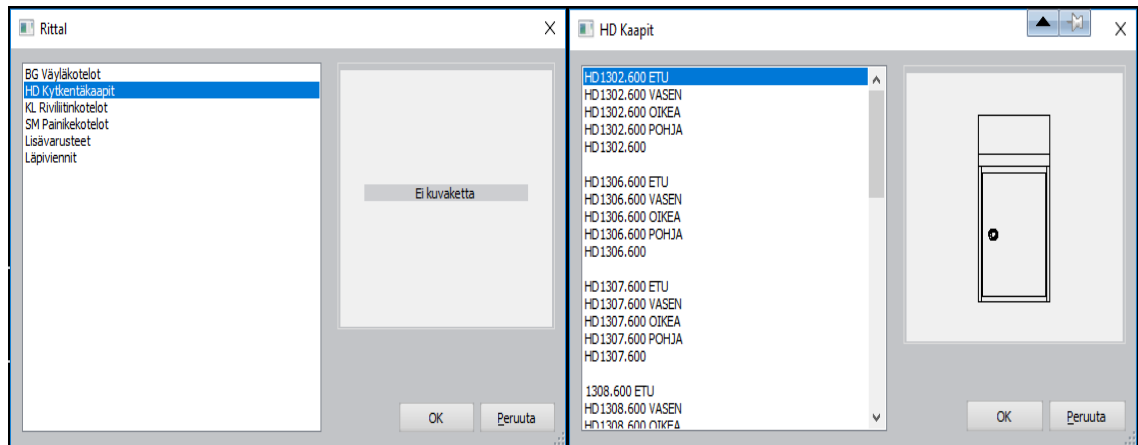 Rittal
BG Väyläkotelot
HD Kytkentäkaapit
KL Riviliitinkotelot
SM Painikekotelot
Lisävarusteet
Läpiviennit
Ei kuvaketta
OK
Peruuta
HD Kaapit
HD1302.600 ETU
HD1302.600 VASEN
HD1302.600 OIKEA
HD1302.600 POHJA
HD1302.600
HD1306.600 ETU
HD1306.600 VASEN
HD1306.600 OIKEA
HD1306.600 POHJA
HD1306.600
HD1307.600 ETU
HD1307.600 VASEN
HD1307.600 OIKEA
HD1307.600 POHJA
HD1307.600
1308.600 ETU
HD1308.600 VASEN
HD1308.600 OIKEA
OK
Peruuta